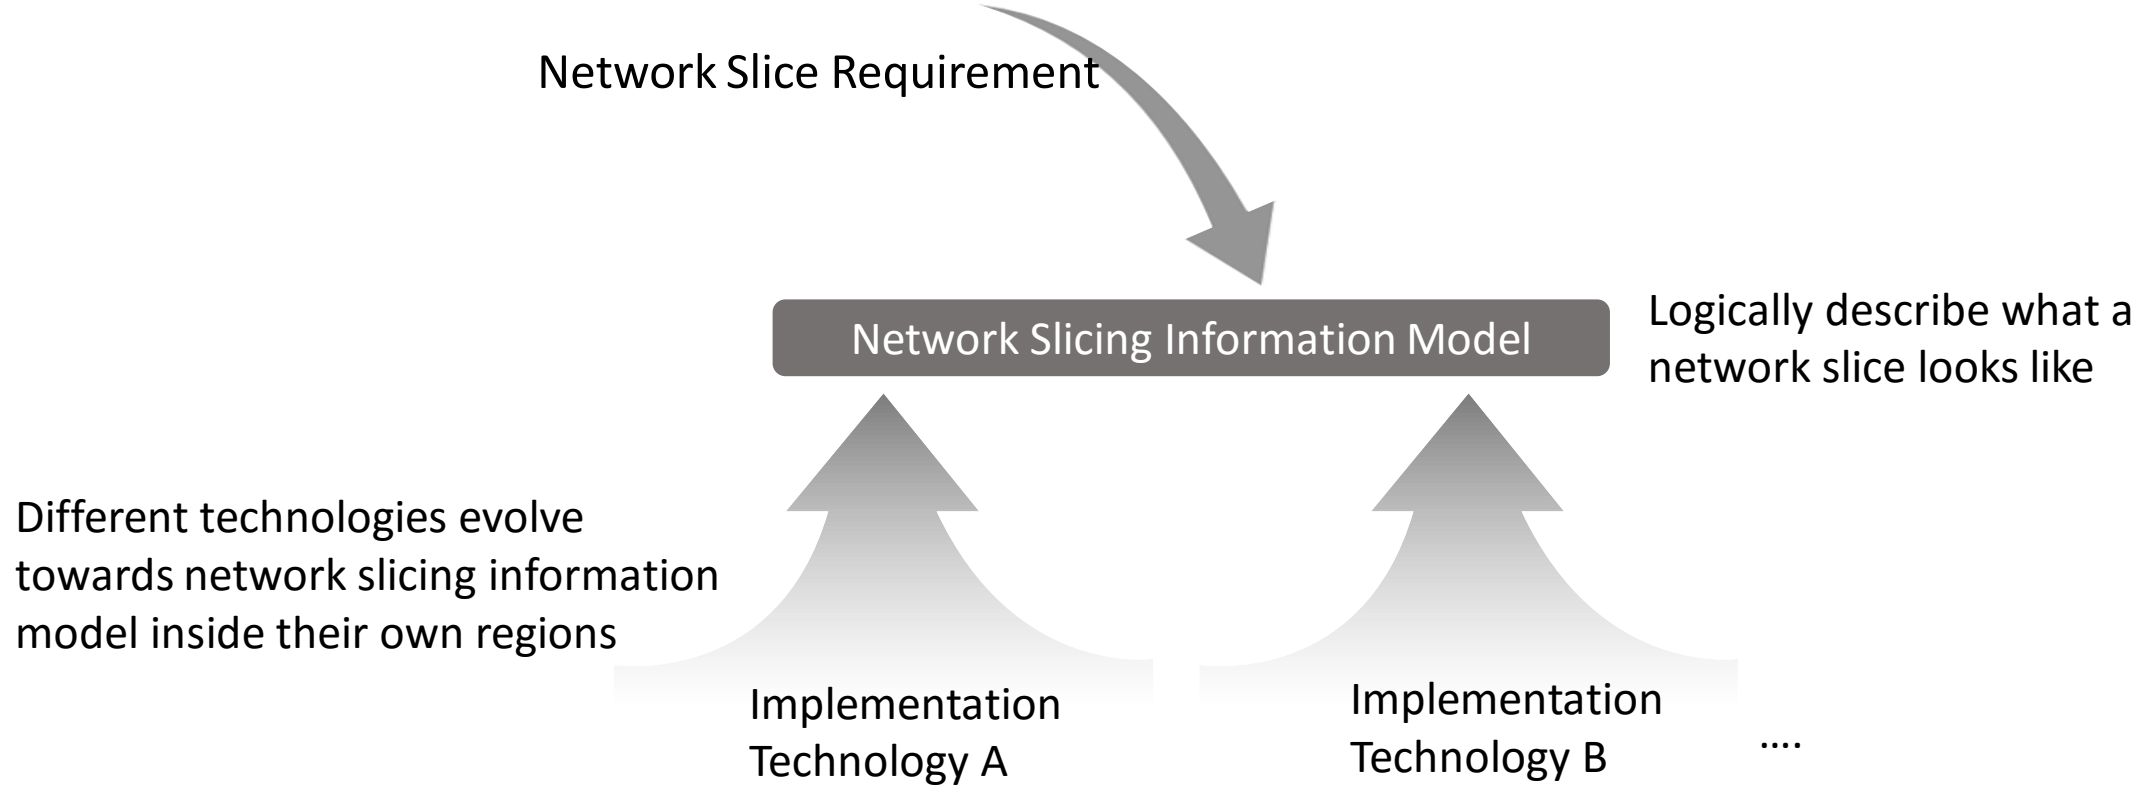 Network Slice Requirement
Network Slicing Information Model
Logically describe what a
network slice looks like
Different technologies evolve
towards network slicing information
model inside their own regions
Implementation
Technology A
Implementation
Technology B
....